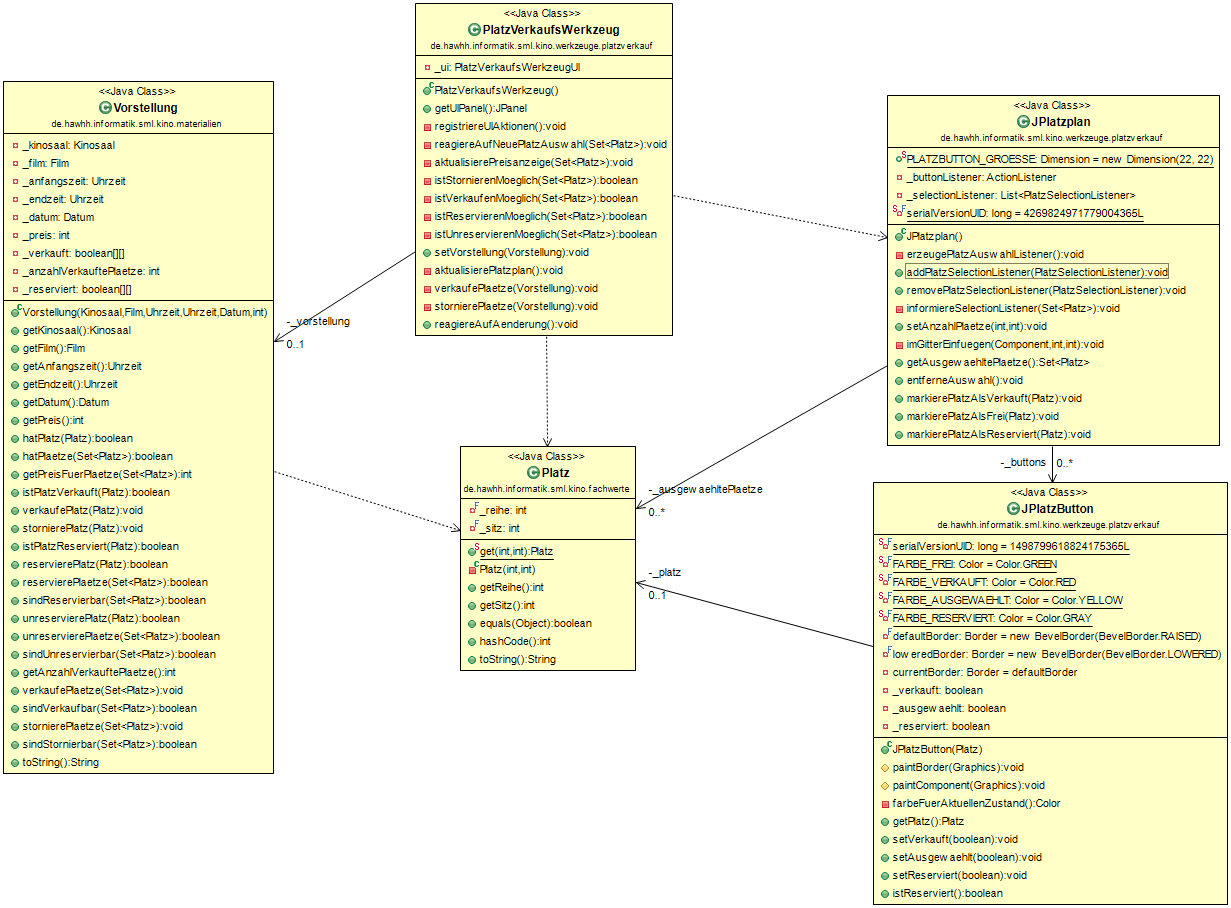 <<Java Class>>
PlatzVerkaufsWerkzeug
de.hawhh.informatik.sml.kino.werkzeuge.platzverkauf
_ui: PlatzVerkaufsWerkzeugUI
PlatzVerkaufsWerkzeug()
getUIPanel():JPanel
registriereUIAktionen():void
reagiereAufNeuePlatzAuswahl(Set<Platz>):void
aktualisierePreisanzeige(Set<Platz>):void
istStornierenMoeglich(Set<Platz>):boolean
istVerkaufenMoeglich(Set<Platz>):boolean
istReservierenMoeglich(Set<Platz>):boolean
istUnreservierenMoeglich(Set<Platz>):boolean
setVorstellung(Vorstellung):void
aktualisierePlatzplan():void
verkaufePlaetze(Vorstellung):void
stornierePlaetze(Vorstellung):void
reagiereAufAenderung():void
<<Java Class>>
Vorstellung
de.hawhh.informatik.sml.kino.materialien
_kinosaal: Kinosaal
_film: Film
_anfangszeit: Uhrzeit
_endzeit: Uhrzeit
_datum: Datum
_preis: int
_verkauft: boolean[][]
_anzahlVerkauftePlaetze: int
_reserviert: boolean[][]
Vorstellung(Kinosaal,Film,Uhrzeit,Uhrzeit,Datum,int)
getKinosaal():Kinosaal
getFilm():Film
getAnfangszeit():Uhrzeit
getEndzeit():Uhrzeit
getDatum():Datum
getPreis():int
hatPlatz(Platz):boolean
hatPlaetze(Set<Platz>):boolean
getPreisFuerPlaetze(Set<Platz>):int
istPlatzVerkauft(Platz):boolean
verkaufePlatz(Platz):void
stornierePlatz(Platz):void
istPlatzReserviert(Platz):boolean
reservierePlatz(Platz):boolean
reservierePlaetze(Set<Platz>):boolean
sindReservierbar(Set<Platz>):boolean
unreservierePlatz(Platz):boolean
unreservierePlaetze(Set<Platz>):boolean
sindUnreservierbar(Set<Platz>):boolean
getAnzahlVerkauftePlaetze():int
verkaufePlaetze(Set<Platz>):void
sindVerkaufbar(Set<Platz>):boolean
stornierePlaetze(Set<Platz>):void
sindStornierbar(Set<Platz>):boolean
toString():String
-_vorstellung
0..1
<<Java Class>>
JPlatzplan
de.hawhh.informatik.sml.kino.werkzeuge.platzverkauf
PLATZBUTTON_GROESSE: Dimension = new Dimension(22, 22)
_buttonListener: ActionListener
_selectionListener: List<PlatzSelectionListener>
serialVersionUID: long = 4269824971779004365L
JPlatzplan()
erzeugePlatzAuswahlListener():void
addPlatzSelectionListener(PlatzSelectionListener):void
removePlatzSelectionListener(PlatzSelectionListener):void
informiereSelectionListener(Set<Platz>):void
setAnzahlPlaetze(int,int):void
imGitterEinfuegen(Component,int,int):void
getAusgewaehltePlaetze():Set<Platz>
entferneAuswahl():void
markierePlatzAlsVerkauft(Platz):void
markierePlatzAlsFrei(Platz):void
markierePlatzAlsReserviert(Platz):void
-_buttons 0..*
<<Java Class>>
Platz
de.hawhh.informatik.sml.kino.fachwerte
_reihe: int
_sitz: int
get(int,int):Platz
Platz(int,int)
getReihe():int
getSitz():int
equals(Object):boolean
hashCode():int
toString():String
-_ausgewaehltePlaetze
0..*
-_platz
0..1
<<Java Class>>
JPlatzButton
de.hawhh.informatik.sml.kino.werkzeuge.platzverkauf
serialVersionUID: long = 1498799618824175365L
FARBE_FREI: Color = Color.GREEN
FARBE_VERKAUFT: Color = Color.RED
FARBE_AUSGEWAEHLT: Color = Color.YELLOW
FARBE_RESERVIERT: Color = Color.GRAY
defaultBorder: Border = new BevelBorder(BevelBorder.RAISED)
loweredBorder: Border = new BevelBorder(BevelBorder.LOWERED)
currentBorder: Border = defaultBorder
_verkauft: boolean
_ausgewaehlt: boolean
_reserviert: boolean
JPlatzButton(Platz)
paintBorder(Graphics):void
paintComponent(Graphics):void
farbeFuerAktuellenZustand():Color
getPlatz():Platz
setVerkauft(boolean):void
setAusgewaehlt(boolean):void
setReserviert(boolean):void
istReserviert():boolean